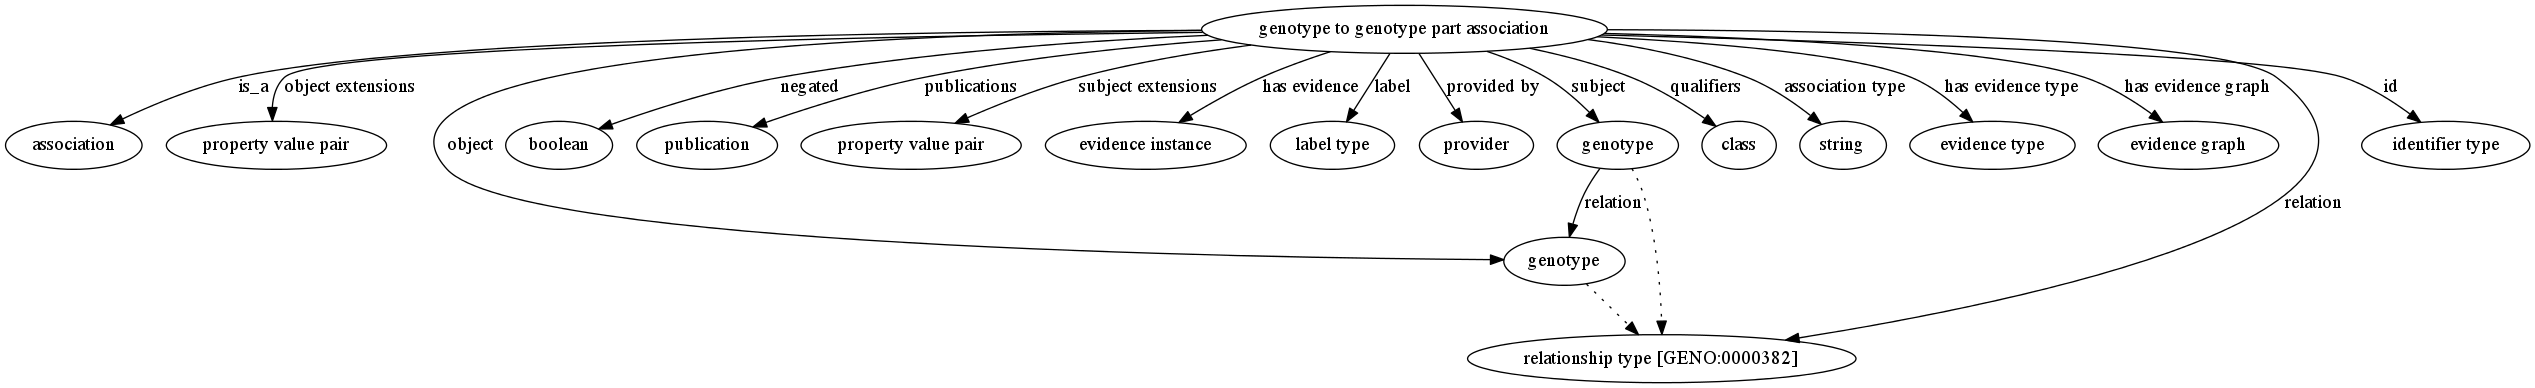 genotype to genotype part association
is_a
object extensions
negated
publications
subject extensions
has evidence
label
provided by
subject
qualifiers
association type
has evidence type
has evidence graph
id
association
property value pair
object
boolean
publication
property value pair
evidence instance
label type
provider
genotype
class
string
evidence type
evidence graph
identifier type
relation
relation
genotype
relationship type [GENO:0000382]